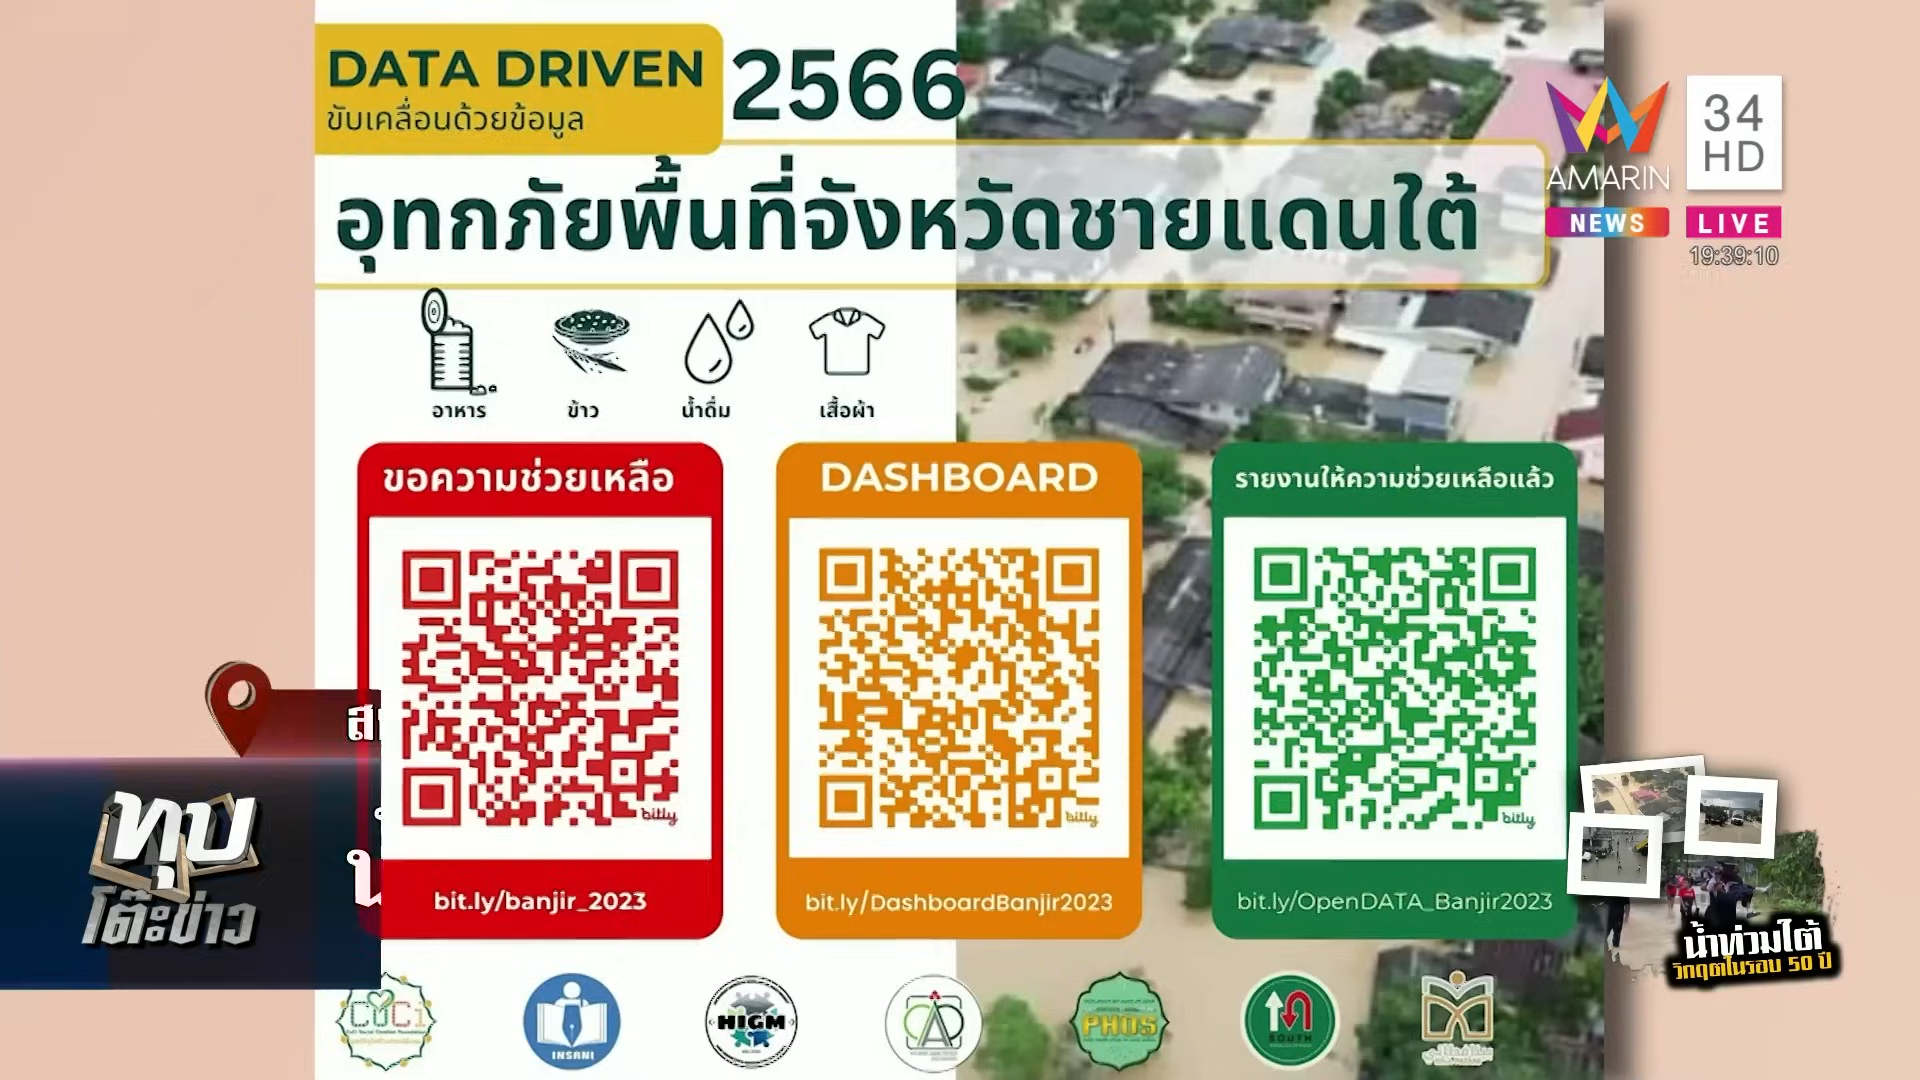 DATA DRIVEN
ขับเคลื่อนด้วยข้อมูล
2566
อุทกภัยพื้นที่จังหวัดชายแดนใต้
AMARIN
NEWS
34
HD
LIVE
19:39:10
อาหาร
ข้าว
น้ำดื่ม
เสื้อผ้า
ขอความช่วยเหลือ
bitly
bit.ly/banjir_2023
DASHBOARD
bitly
bit.ly/DashboardBanjir2023
รายงานให้ความช่วยเหลือแล้ว
bitly
bit.ly/OpenDATA_Banjir2023
ทุบ
โต๊ะข่าว
น้ำท่วมใต้
วิกฤตในรอบ 50 ปี
CoCi
INSANI
HIGM
PHOS
SOUTH